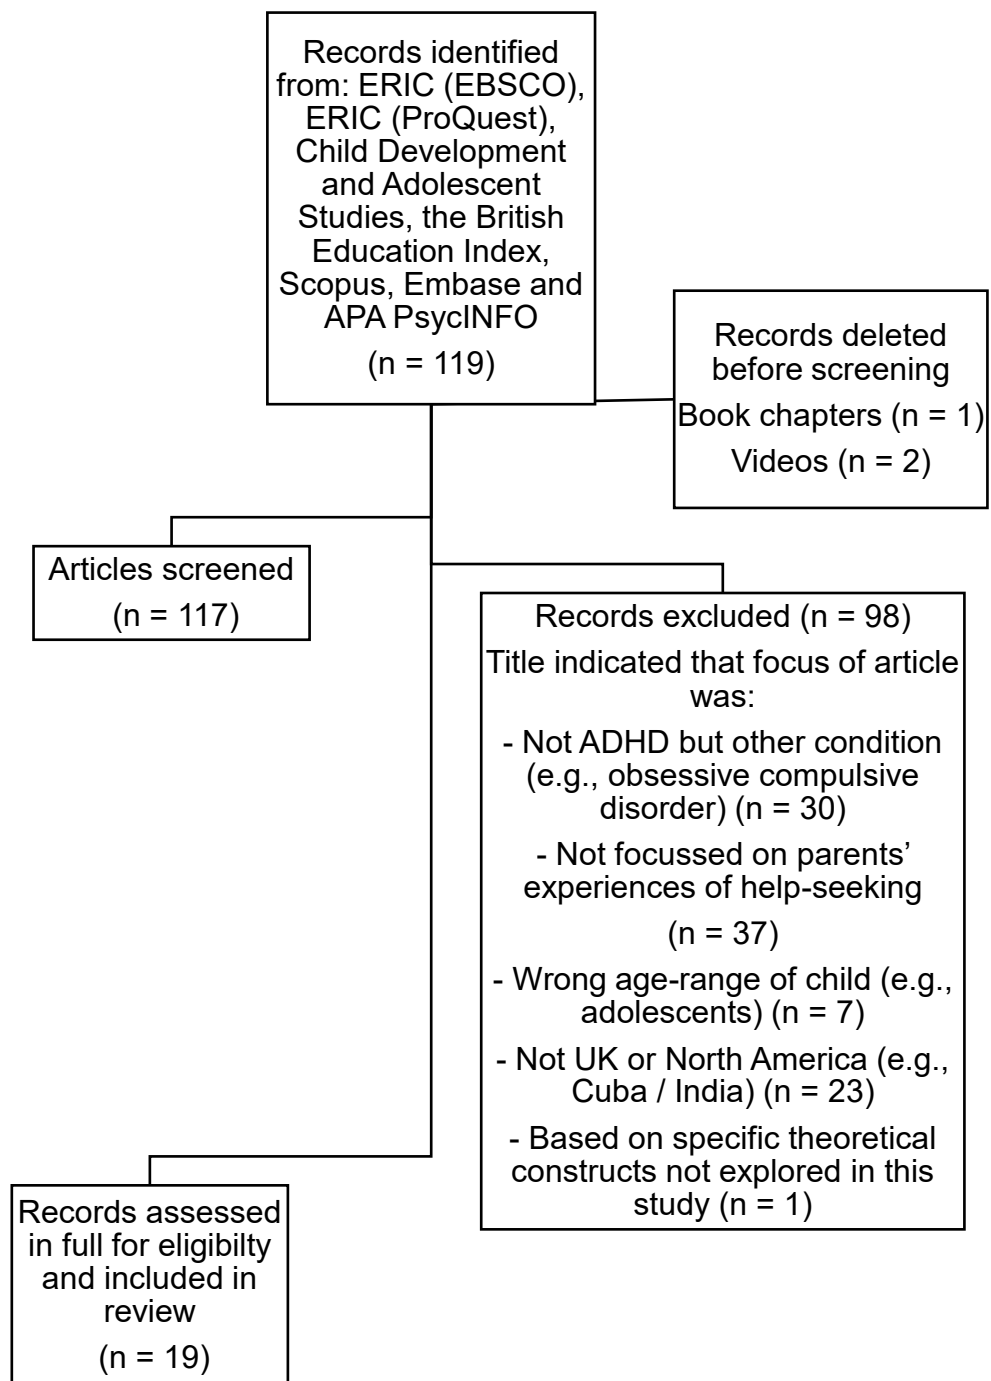 Records identified
from: ERIC (EBSCO),
ERIC (ProQuest),
Child Development
and Adolescent
Studies, the British
Education Index,
Scopus, Embase and
APA PsycINFO
(n = 119)
Records deleted
before screening
Book chapters (n = 1)
Videos (n = 2)
Articles screened
(n = 117)
Records excluded (n = 98)
Title indicated that focus of article
was:
- Not ADHD but other condition
(e.g., obsessive compulsive
disorder) (n = 30)
- Not focussed on parents’
experiences of help-seeking
(n = 37)
- Wrong age-range of child (e.g.,
adolescents) (n = 7)
- Not UK or North America (e.g.,
Cuba / India) (n = 23)
- Based on specific theoretical
constructs not explored in this
study (n = 1)
Records assessed
in full for eligibilty
and included in
review
(n = 19)